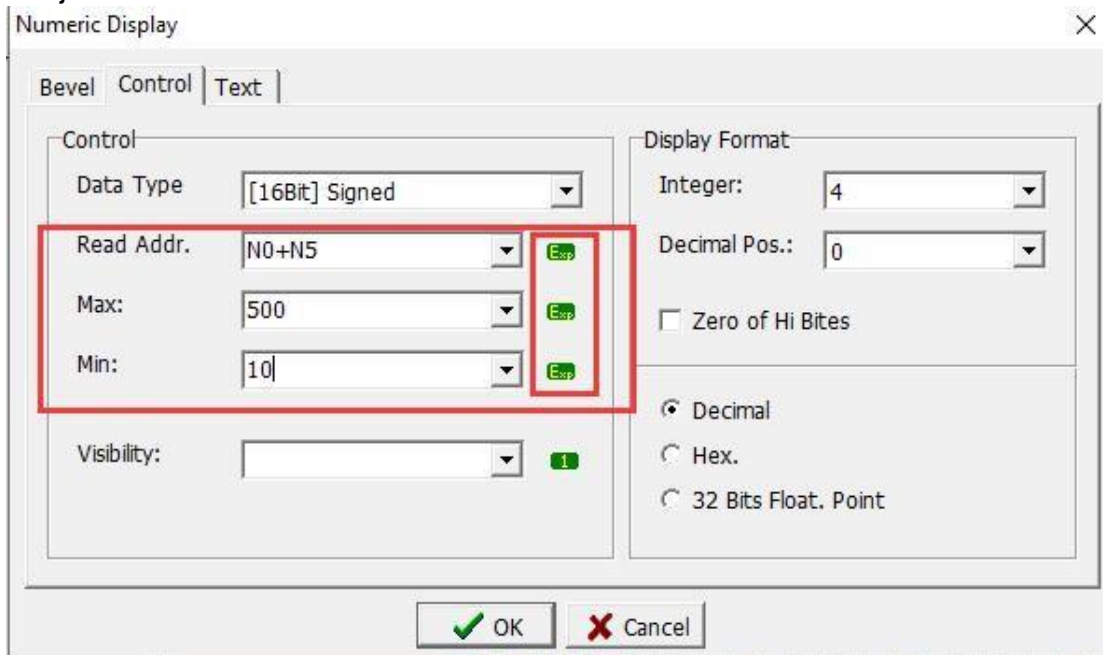 Numeric Display
Bevel Control Text
Control
Data Type [16Bit] Signed
Read Addr. N0+N5 Exp
Max: 500 Exp
Min: 10 Exp
Visibility: 1
Display Format
Integer: 4
Decimal Pos.: 0
Zero of Hi Bites
Decimal
Hex.
32 Bits Float. Point
OK Cancel